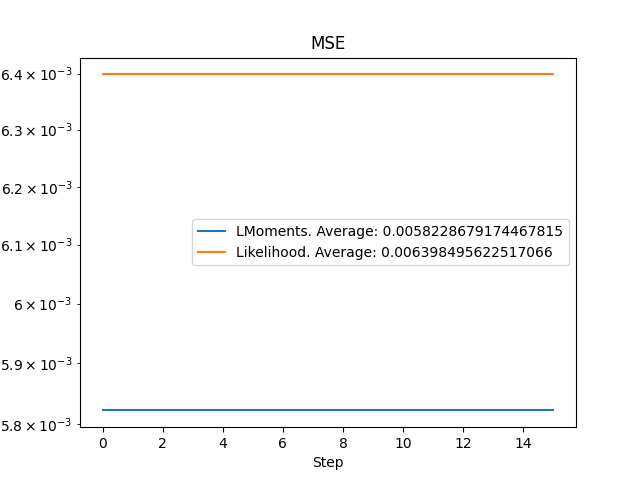 MSE
6.4 × 10⁻³
6.3 × 10⁻³
6.2 × 10⁻³
6.1 × 10⁻³
6 × 10⁻³
5.9 × 10⁻³
5.8 × 10⁻³
LMoments. Average: 0.0058228679174467815
Likelihood. Average: 0.006398495622517066
0 2 4 6 8 10 12 14
Step